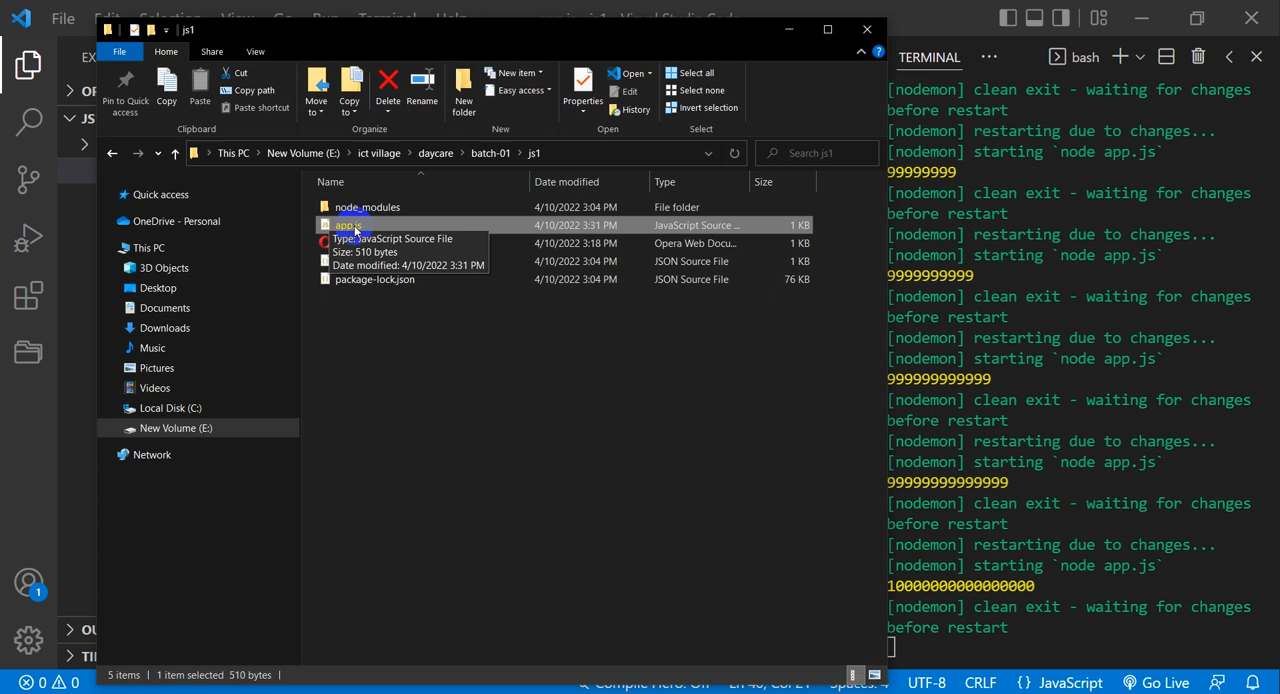 File
js1
File Home Share View
Pin to Quick access
Copy
Paste
Cut
Copy path
Paste shortcut
Clipboard
Move to
Copy to
Delete
Rename
Organize
New folder
New item
Easy access
New
Properties
Open
Edit
History
Open
Select all
Select none
Invert selection
Select
This PC > New Volume (E:) > ict village > daycare > batch-01 > js1
Search js1
Quick access
OneDrive - Personal
This PC
3D Objects
Desktop
Documents
Downloads
Music
Pictures
Videos
Local Disk (C:)
New Volume (E:)
Network
Name Date modified Type Size
node_modules 4/10/2022 3:04 PM File folder
app.js 4/10/2022 3:31 PM JavaScript Source ... 1 KB
4/10/2022 3:18 PM Opera Web Docu... 1 KB
4/10/2022 3:04 PM JSON Source File 1 KB
package-lock.json 4/10/2022 3:04 PM JSON Source File 76 KB
Type: JavaScript Source File
Size: 510 bytes
Date modified: 4/10/2022 3:31 PM
5 items 1 item selected 510 bytes
EX
JS
TERMINAL ··· bash
[nodemon] clean exit - waiting for changes
before restart
[nodemon] restarting due to changes...
[nodemon] starting `node app.js`
99999999
[nodemon] clean exit - waiting for changes
before restart
[nodemon] restarting due to changes...
[nodemon] starting `node app.js`
9999999999
[nodemon] clean exit - waiting for changes
before restart
[nodemon] restarting due to changes...
[nodemon] starting `node app.js`
999999999999
[nodemon] clean exit - waiting for changes
before restart
[nodemon] restarting due to changes...
[nodemon] starting `node app.js`
99999999999999
[nodemon] clean exit - waiting for changes
before restart
[nodemon] restarting due to changes...
[nodemon] starting `node app.js`
10000000000000000
[nodemon] clean exit - waiting for changes
before restart
1
0 0
UTF-8 CRLF {} JavaScript Go Live